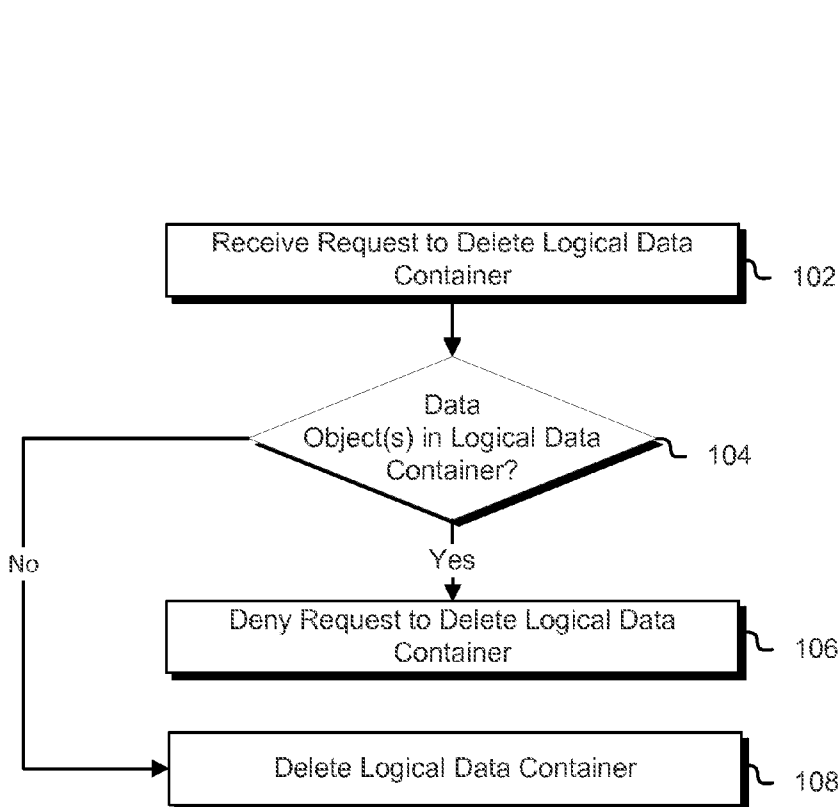 Receive Request to Delete Logical Data
Container
102
Data
Object(s) in Logical Data
Container?
104
No
Yes
Deny Request to Delete Logical Data
Container
106
Delete Logical Data Container
108